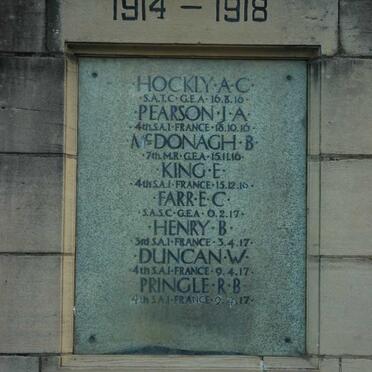 1914 – 1918
HOCKLY·A·C·
·S.A.T.C·G.E.A·16.8.16·
PEARSON·J·A·
4th S.A.I·FRANCE·18.10.16·
McDONAGH·B·
·7th M.R·G.E.A·15.11.16·
KING·E·
·4th S.A.I·FRANCE·15.12.16·
FARR·E·C·
·S.A.S.C·G.E.A· .2.17·
HENRY·B·
·3rd S.A.I·FRANCE·3.4.17·
DUNCAN·W·
·4th S.A.I·FRANCE·9.4.17·
PRINGLE·R·B·
4th S.A.I·FRANCE